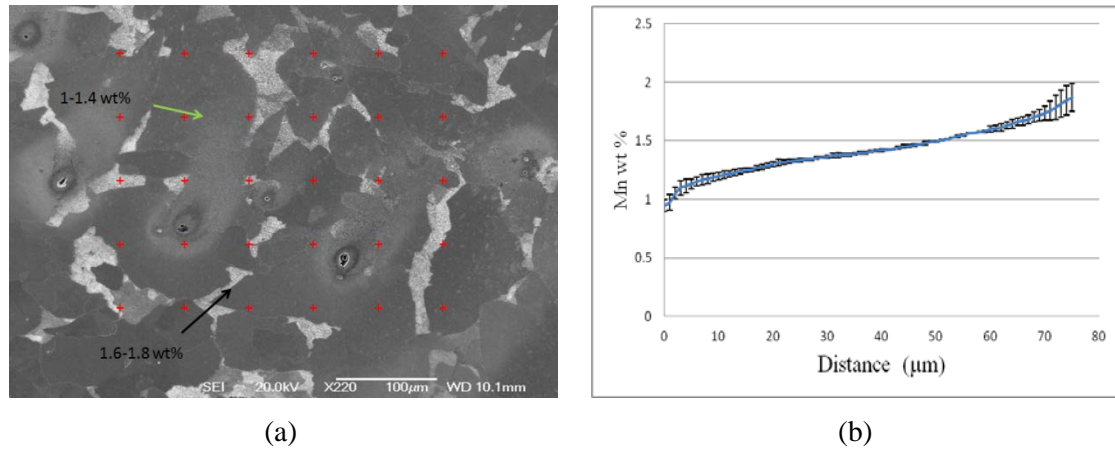 1-1.4 wt%
1.6-1.8 wt%
SEI 20.0kV X220 100μm WD 10.1mm
(a)
2.5
2
1.5
1
0.5
0
Mn wt %
0 10 20 30 40 50 60 70 80
Distance (μm)
(b)